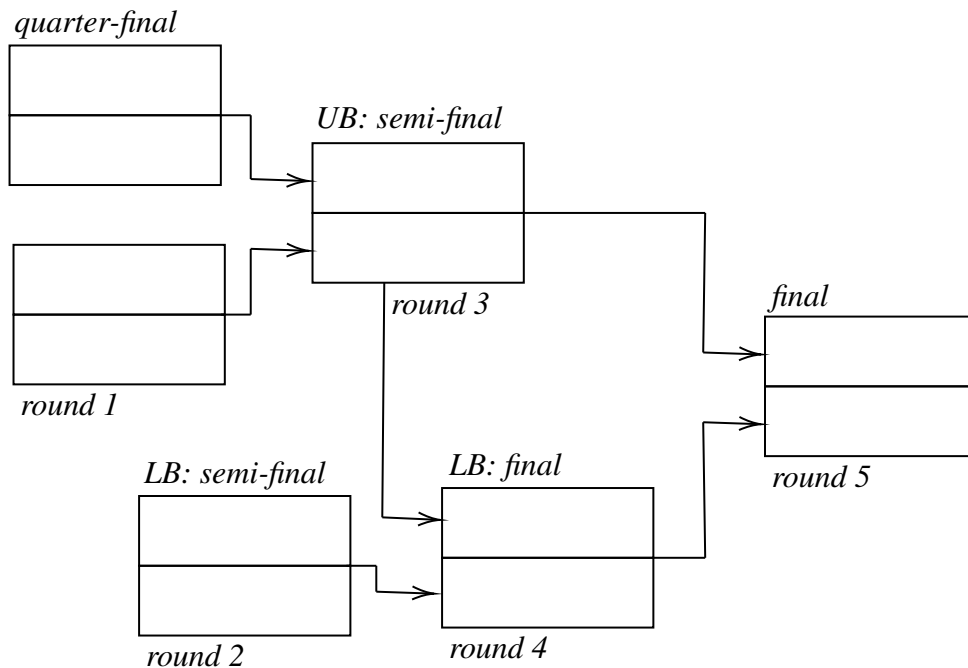 quarter-final
UB: semi-final
round 3
final
round 1
LB: semi-final
LB: final
round 5
round 2
round 4